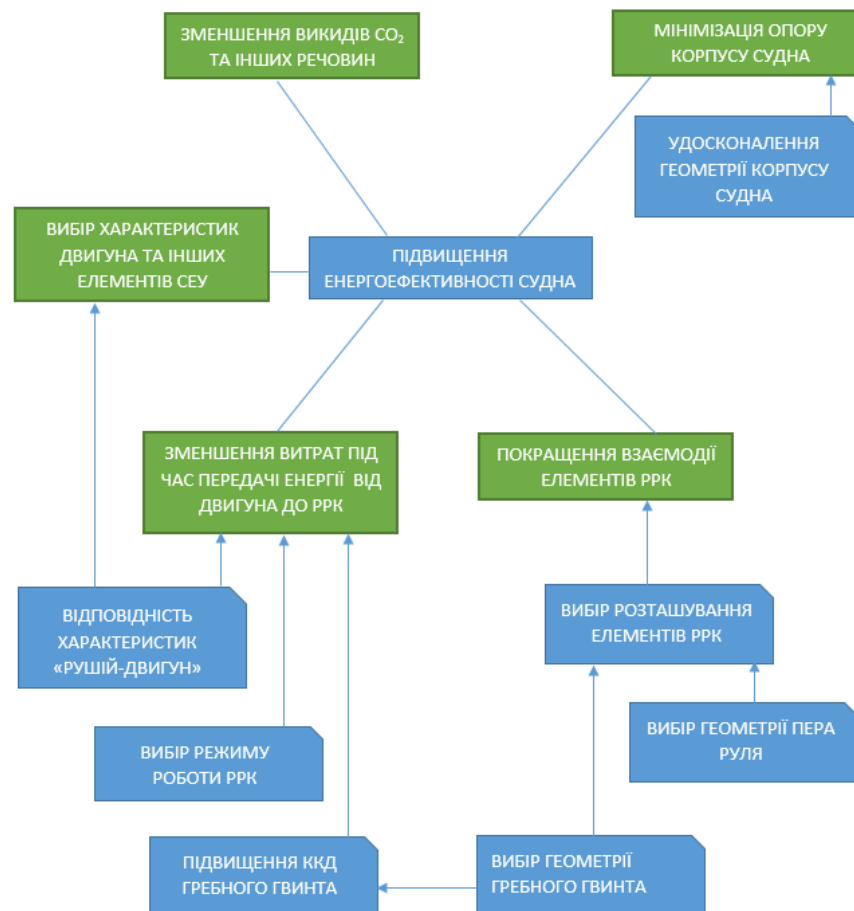 ЗМЕНШЕННЯ ВИКИДІВ CO₂
ТА ІНШИХ РЕЧОВИН
МІНІМІЗАЦІЯ ОПОРУ
КОРПУСУ СУДНА
УДОСКОНАЛЕННЯ
ГЕОМЕТРІЇ КОРПУСУ
СУДНА
ВИБІР ХАРАКТЕРИСТИК
ДВИГУНА ТА ІНШИХ
ЕЛЕМЕНТІВ СЕУ
ПІДВИЩЕННЯ
ЕНЕРГОЕФЕКТИВНОСТІ СУДНА
ЗМЕНШЕННЯ ВИТРАТ ПІД
ЧАС ПЕРЕДАЧІ ЕНЕРГІЇ ВІД
ДВИГУНА ДО РРК
ПОКРАЩЕННЯ ВЗАЄМОДІЇ
ЕЛЕМЕНТІВ РРК
ВІДПОВІДНІСТЬ
ХАРАКТЕРИСТИК
«РУШІЙ-ДВИГУН»
ВИБІР РОЗТАШУВАННЯ
ЕЛЕМЕНТІВ РРК
ВИБІР РЕЖИМУ
РОБОТИ РРК
ВИБІР ГЕОМЕТРІЇ ПЕРА
РУЛЯ
ПІДВИЩЕННЯ ККД
ГРЕБНОГО ГВИНТА
ВИБІР ГЕОМЕТРІЇ
ГРЕБНОГО ГВИНТА